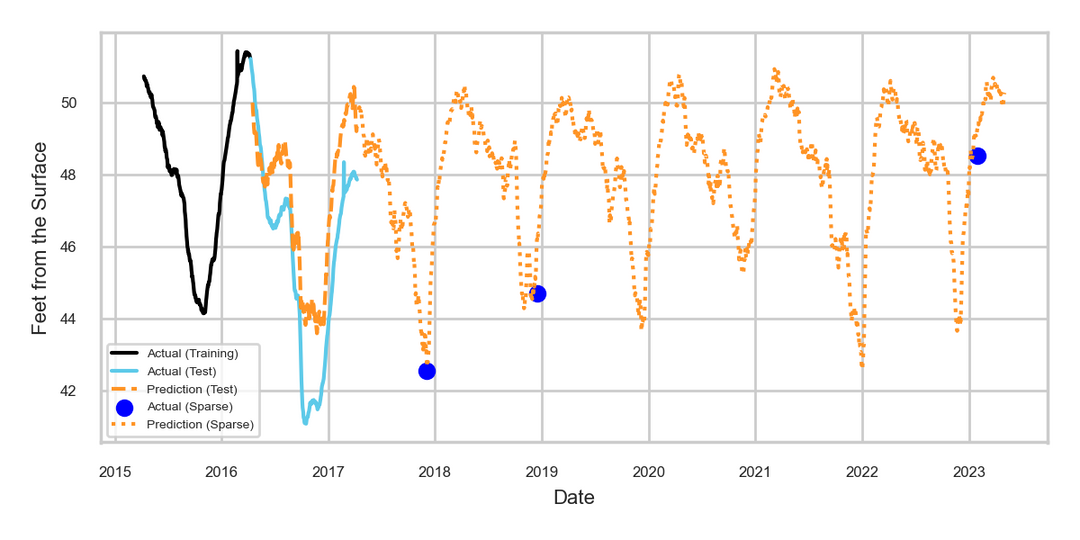 Feet from the Surface
50
48
46
44
42
Actual (Training)
Actual (Test)
Prediction (Test)
Actual (Sparse)
Prediction (Sparse)
2015 2016 2017 2018 2019 2020 2021 2022 2023
Date